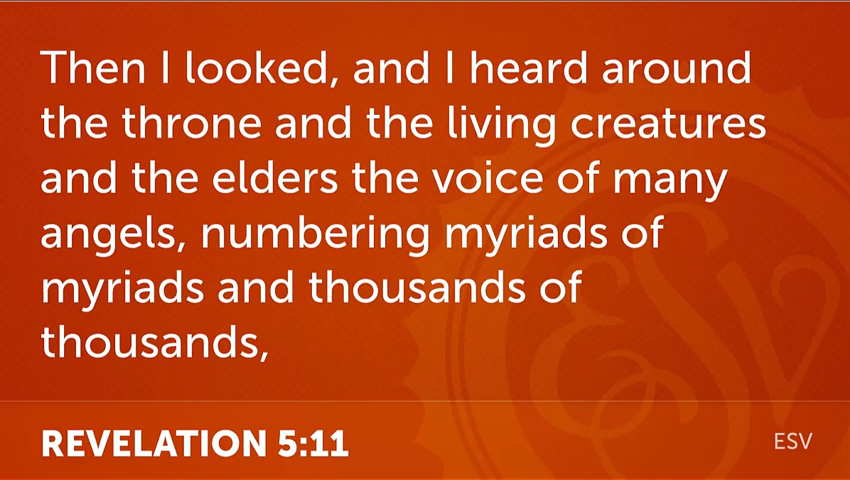 Then I looked, and I heard around
the throne and the living creatures
and the elders the voice of many
angels, numbering myriads of
myriads and thousands of
thousands,
REVELATION 5:11
ESV
ESV